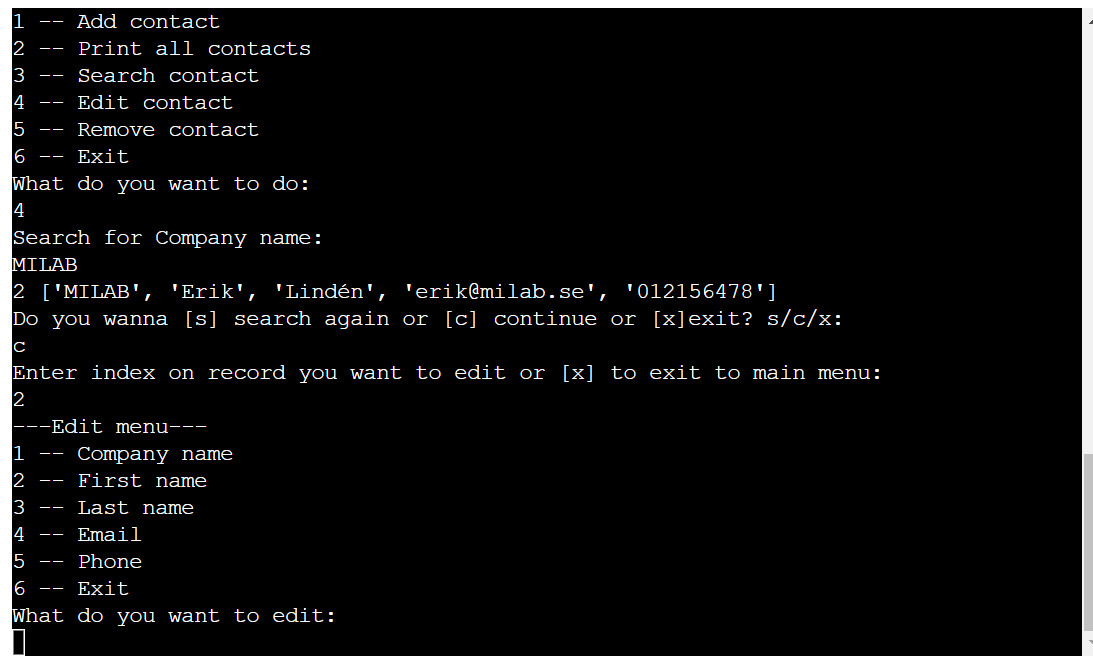 1 -- Add contact
2 -- Print all contacts
3 -- Search contact
4 -- Edit contact
5 -- Remove contact
6 -- Exit
What do you want to do:
4
Search for Company name:
MILAB
2 ['MILAB', 'Erik', 'Lindén', 'erik@milab.se', '012156478']
Do you wanna [s] search again or [c] continue or [x]exit? s/c/x:
c
Enter index on record you want to edit or [x] to exit to main menu:
2
---Edit menu---
1 -- Company name
2 -- First name
3 -- Last name
4 -- Email
5 -- Phone
6 -- Exit
What do you want to edit: